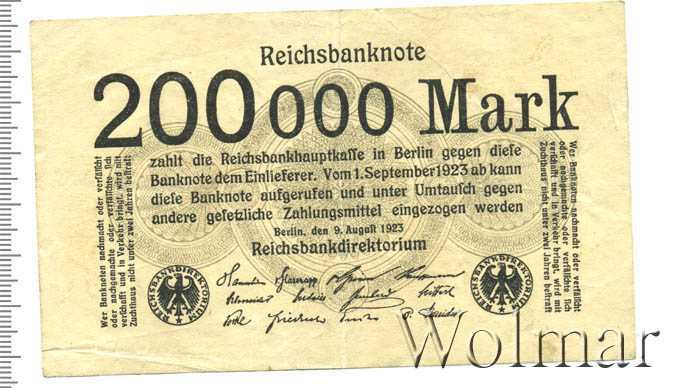 Reichsbanknote
200000 Mark
zahlt die Reichsbankhauptkasse in Berlin gegen diese
Banknote dem Einlieferer. Vom 1. September 1923 ab kann
diese Banknote aufgerufen und unter Umtausch gegen
andere gesetzliche Zahlungsmittel eingezogen werden
Berlin, den 9. August 1923
Reichsbankdirektorium
Wer Banknoten nachmacht oder verfälscht
oder nachgemachte oder verfälschte sich
verschafft und in Verkehr bringt, wird mit
Zuchthaus nicht unter zwei Jahren bestraft
Wer Banknoten nachmacht oder verfälscht
oder nachgemachte oder verfälschte sich
verschafft und in Verkehr bringt, wird mit
Zuchthaus nicht unter zwei Jahren bestraft
REICHSBANKDIREKTORIUM
REICHSBANKDIREKTORIUM
Wolmar